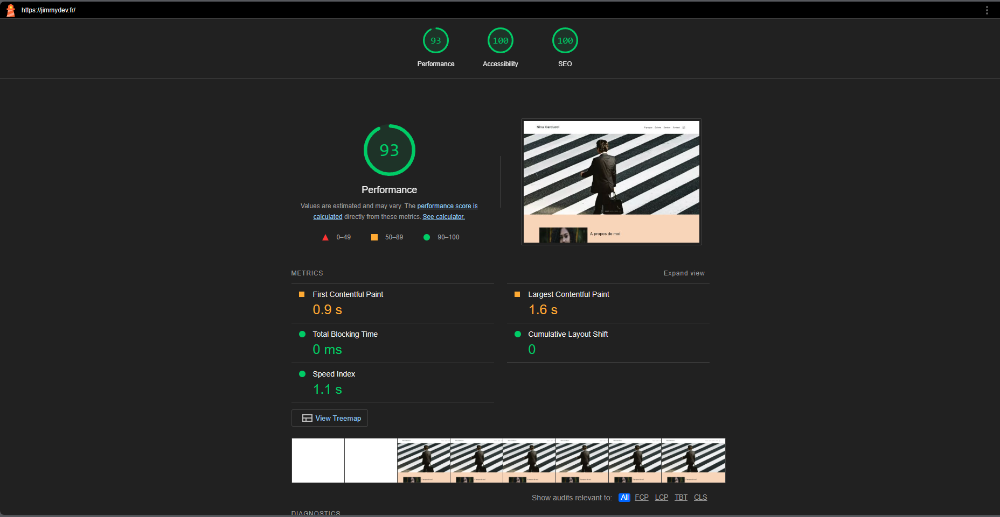 https://jimmydev.fr/
93
100
100
Performance
Accessibility
SEO
93
Performance
Values are estimated and may vary. The performance score is
calculated directly from these metrics. See calculator.
0–49
50–89
90–100
Nina Carducci
A propos de moi
METRICS
Expand view
First Contentful Paint
0.9 s
Largest Contentful Paint
1.6 s
Total Blocking Time
0 ms
Cumulative Layout Shift
0
Speed Index
1.1 s
View Treemap
Show audits relevant to: All FCP LCP TBT CLS
DIAGNOSTICS